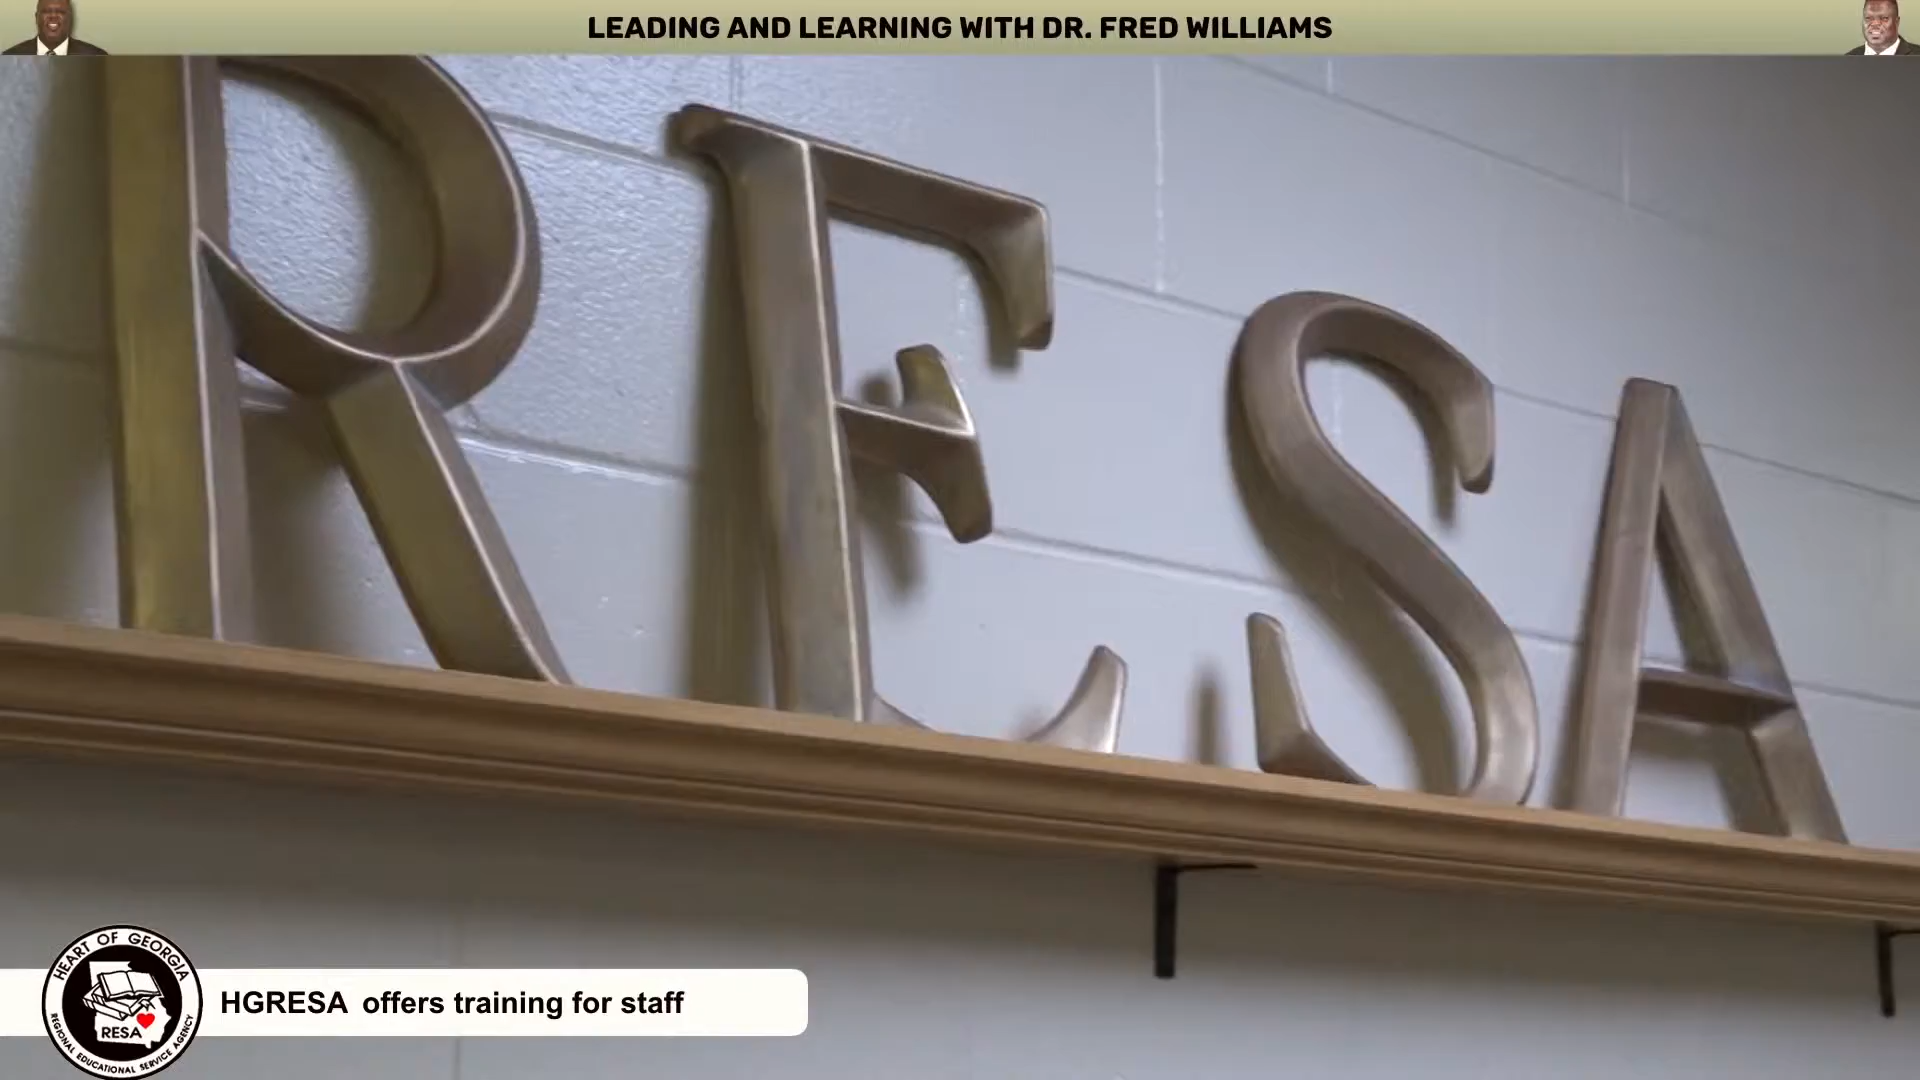 LEADING AND LEARNING WITH DR. FRED WILLIAMS
RESA
HEART OF GEORGIA
RESA
REGIONAL EDUCATIONAL SERVICE AGENCY
HGRESA offers training for staff